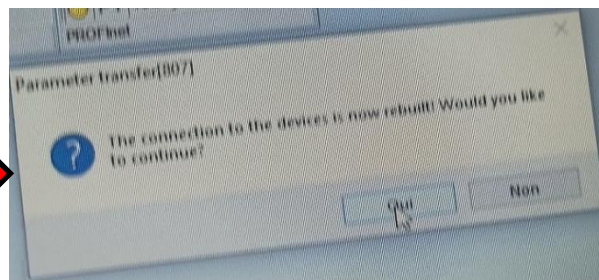 PROFInet
Parameter transfer[807]
The connection to the devices is now rebuilt! Would you like
to continue?
Oui
Non